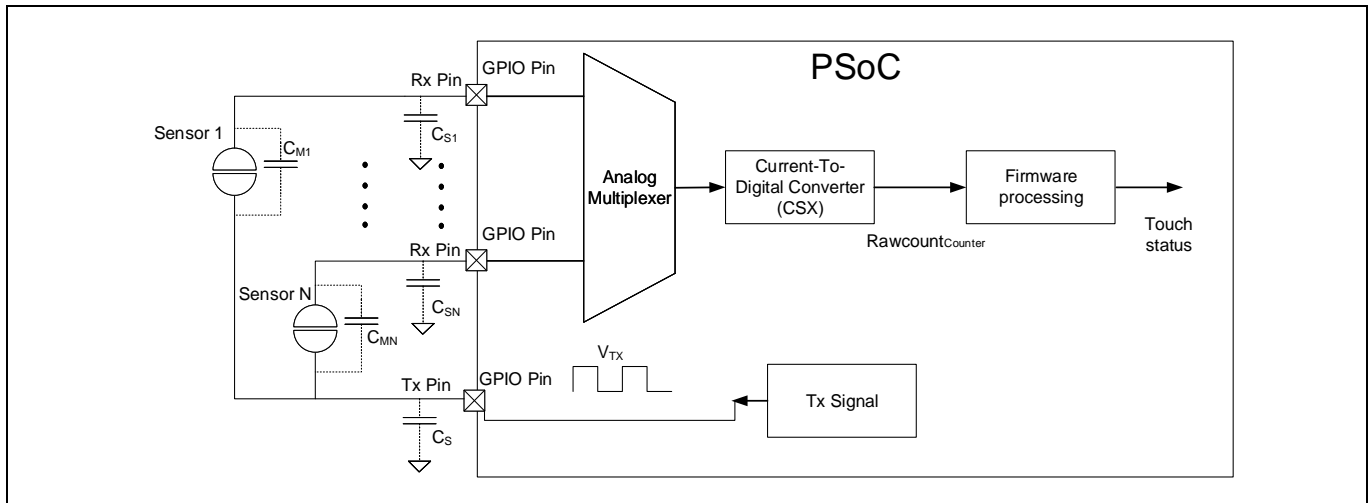 PSoC
GPIO Pin
Rx Pin
Sensor 1
CM1
CS1
Analog
Multiplexer
Current-To-
Digital Converter
(CSX)
Firmware
processing
RawcountCounter
Touch
status
GPIO Pin
Rx Pin
Sensor N
CMN
CSN
VTX
GPIO Pin
Tx Pin
CS
Tx Signal